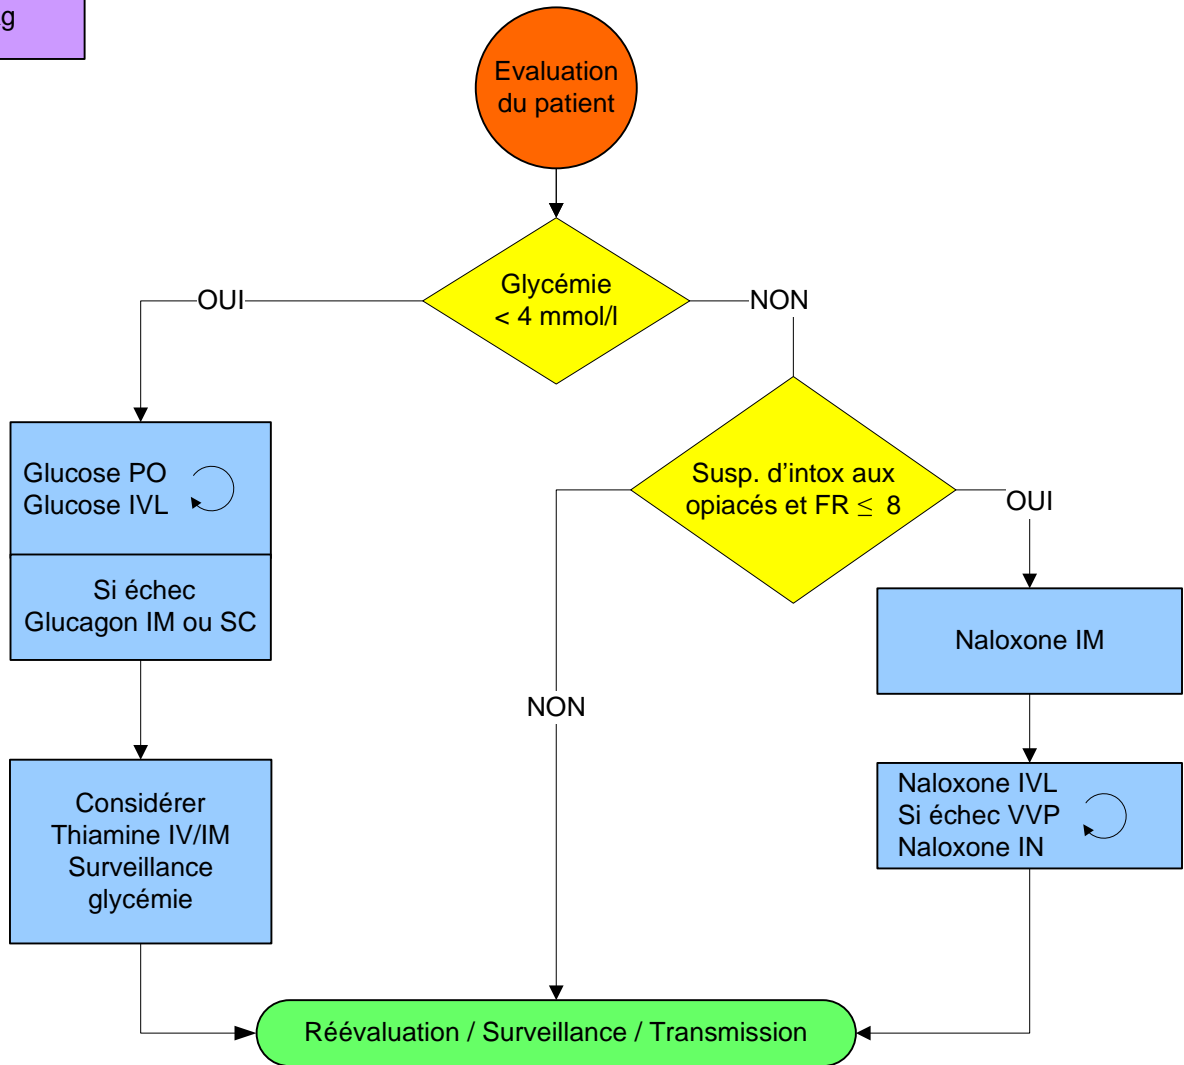 Evaluation
du patient
Glycémie
< 4 mmol/l
OUI
NON
Glucose PO
Glucose IVL
Si échec
Glucagon IM ou SC
Susp. d'intox aux
opiacés et FR ≤ 8
OUI
Naloxone IM
NON
Considérer
Thiamine IV/IM
Surveillance
glycémie
Naloxone IVL
Si échec VVP
Naloxone IN
Réévaluation / Surveillance / Transmission